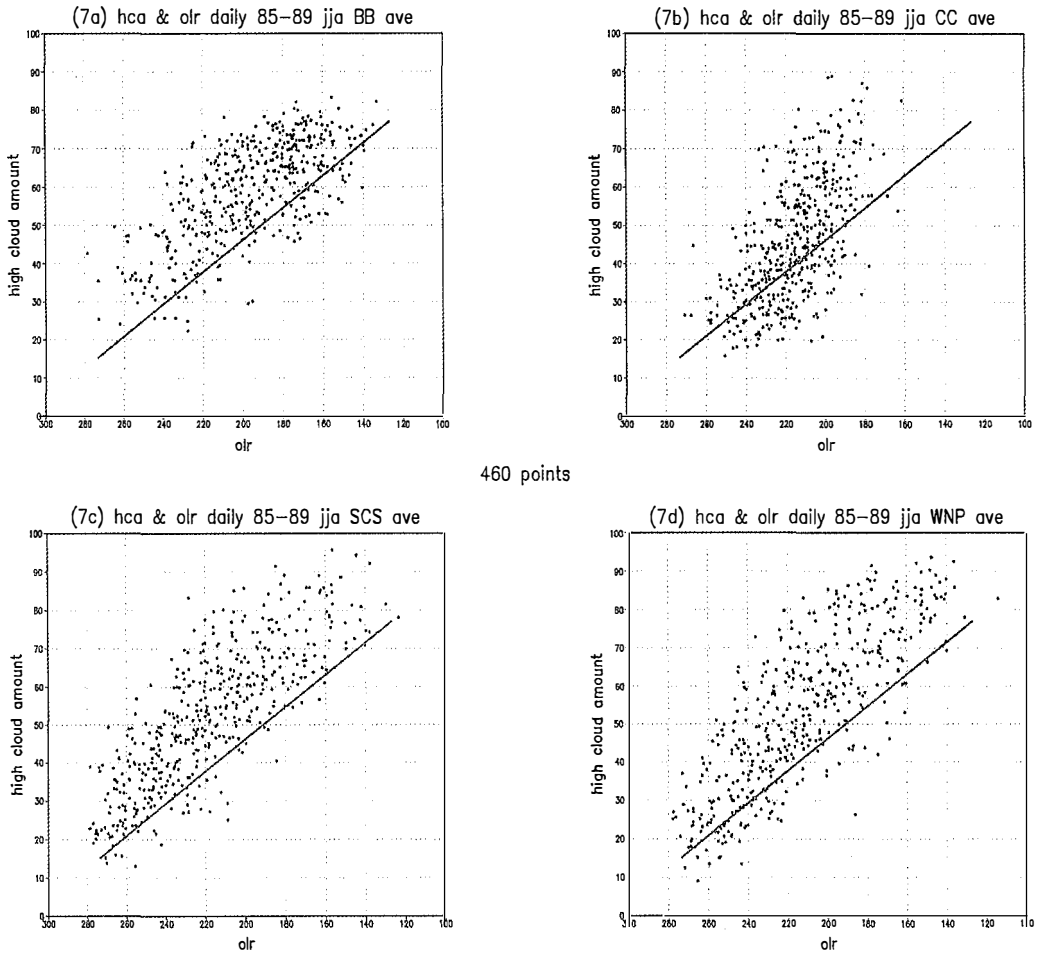 (7a) hca & olr daily 85–89 jja BB ave
100
90
80
70
60
50
40
30
20
10
0
high cloud amount
300 280 260 240 220 200 180 160 140 120 100
olr
(7b) hca & olr daily 85–89 jja CC ave
100
90
80
70
60
50
40
30
20
10
0
high cloud amount
300 280 260 240 220 200 180 160 140 120 100
olr
460 points
(7c) hca & olr daily 85–89 jja SCS ave
100
90
80
70
60
50
40
30
20
10
0
high cloud amount
300 280 260 240 220 200 180 160 140 120 100
olr
(7d) hca & olr daily 85–89 jja WNP ave
100
90
80
70
60
50
40
30
20
10
0
high cloud amount
280 260 240 220 200 180 160 140 120 110
olr